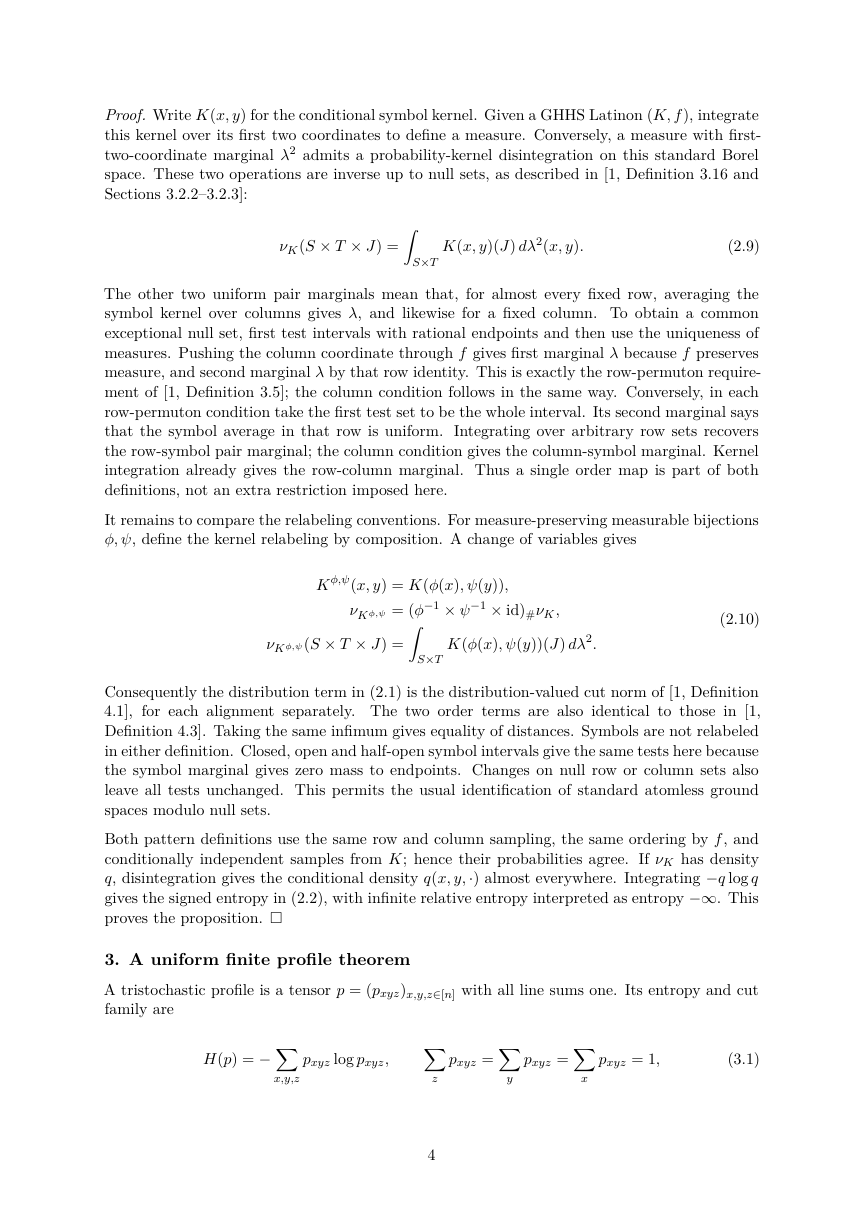 Proof. Write K(x, y) for the conditional symbol kernel. Given a GHHS Latinon (K, f), integrate
this kernel over its first two coordinates to define a measure. Conversely, a measure with first-
two-coordinate marginal λ² admits a probability-kernel disintegration on this standard Borel
space. These two operations are inverse up to null sets, as described in [1, Definition 3.16 and
Sections 3.2.2–3.2.3]:
ν_K(S × T × J) = ∫_{S×T} K(x, y)(J) dλ²(x, y). (2.9)
The other two uniform pair marginals mean that, for almost every fixed row, averaging the
symbol kernel over columns gives λ, and likewise for a fixed column. To obtain a common
exceptional null set, first test intervals with rational endpoints and then use the uniqueness of
measures. Pushing the column coordinate through f gives first marginal λ because f preserves
measure, and second marginal λ by that row identity. This is exactly the row-permuton require-
ment of [1, Definition 3.5]; the column condition follows in the same way. Conversely, in each
row-permuton condition take the first test set to be the whole interval. Its second marginal says
that the symbol average in that row is uniform. Integrating over arbitrary row sets recovers
the row-symbol pair marginal; the column condition gives the column-symbol marginal. Kernel
integration already gives the row-column marginal. Thus a single order map is part of both
definitions, not an extra restriction imposed here.
It remains to compare the relabeling conventions. For measure-preserving measurable bijections
ϕ, ψ, define the kernel relabeling by composition. A change of variables gives
K^{ϕ,ψ}(x, y) = K(ϕ(x), ψ(y)),
ν_{K^{ϕ,ψ}} = (ϕ⁻¹ × ψ⁻¹ × id)_# ν_K,
ν_{K^{ϕ,ψ}}(S × T × J) = ∫_{S×T} K(ϕ(x), ψ(y))(J) dλ². (2.10)
Consequently the distribution term in (2.1) is the distribution-valued cut norm of [1, Definition
4.1], for each alignment separately. The two order terms are also identical to those in [1,
Definition 4.3]. Taking the same infimum gives equality of distances. Symbols are not relabeled
in either definition. Closed, open and half-open symbol intervals give the same tests here because
the symbol marginal gives zero mass to endpoints. Changes on null row or column sets also
leave all tests unchanged. This permits the usual identification of standard atomless ground
spaces modulo null sets.
Both pattern definitions use the same row and column sampling, the same ordering by f, and
conditionally independent samples from K; hence their probabilities agree. If ν_K has density
q, disintegration gives the conditional density q(x, y, ·) almost everywhere. Integrating −q log q
gives the signed entropy in (2.2), with infinite relative entropy interpreted as entropy −∞. This
proves the proposition. □
3. A uniform finite profile theorem
A tristochastic profile is a tensor p = (p_{xyz})_{x,y,z∈[n]} with all line sums one. Its entropy and cut
family are
H(p) = − ∑_{x,y,z} p_{xyz} log p_{xyz}, ∑_z p_{xyz} = ∑_y p_{xyz} = ∑_x p_{xyz} = 1, (3.1)
4